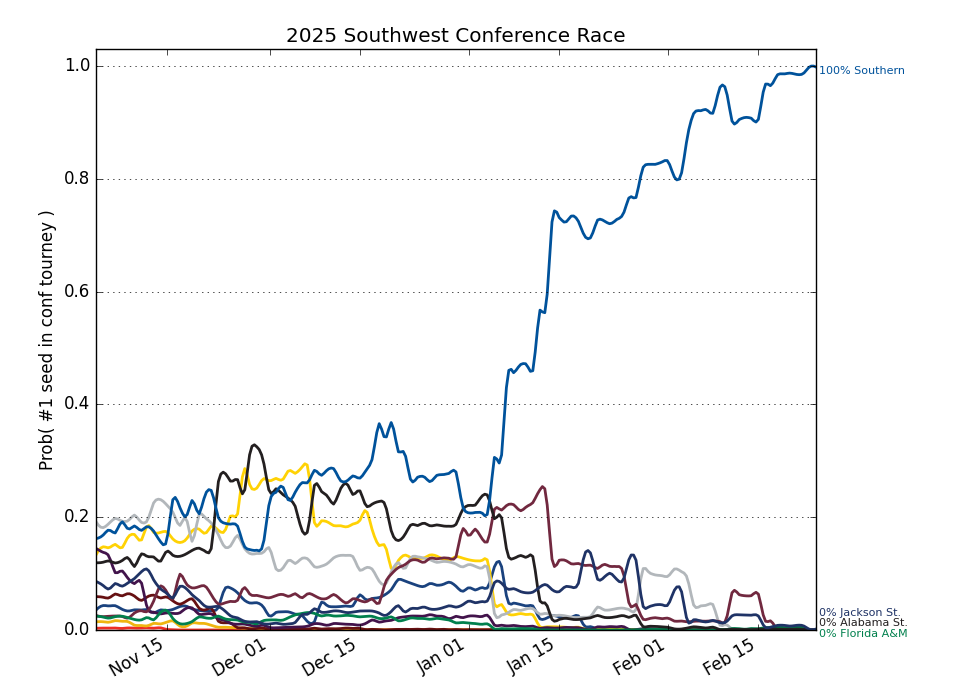 2025 Southwest Conference Race
Prob( #1 seed in conf tourney )
1.0
0.8
0.6
0.4
0.2
0.0
100% Southern
0% Jackson St.
0% Alabama St.
0% Florida A&M
Nov 15
Dec 01
Dec 15
Jan 01
Jan 15
Feb 01
Feb 15